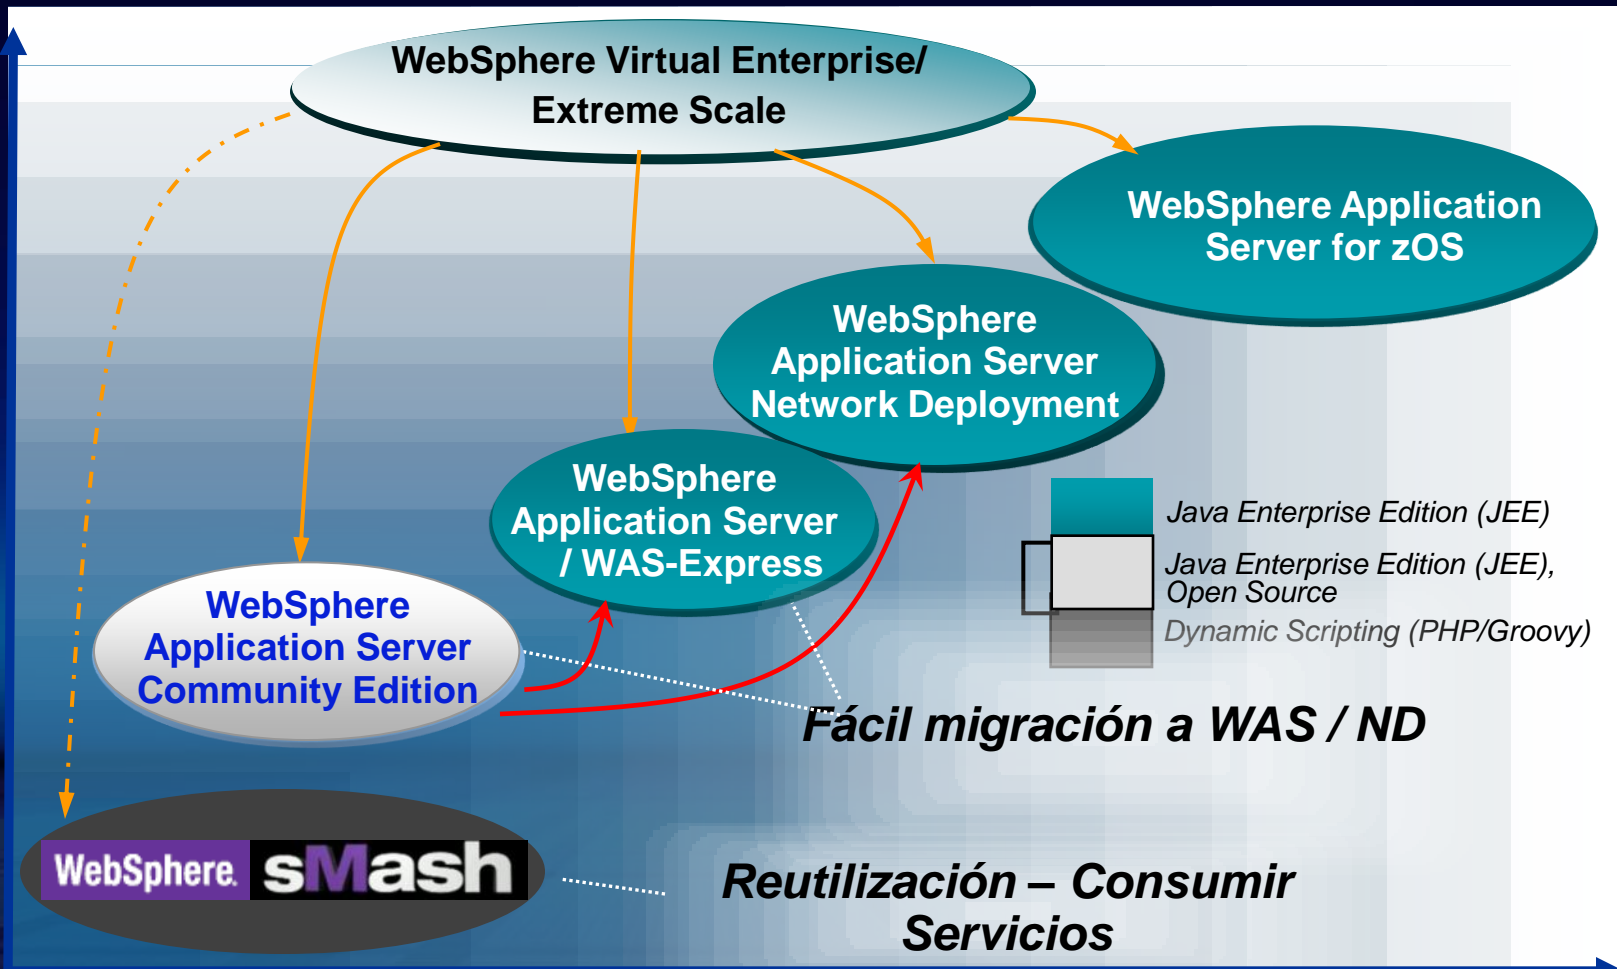 WebSphere Virtual Enterprise/
Extreme Scale
WebSphere Application
Server for zOS
WebSphere
Application Server
Network Deployment
WebSphere
Application Server
/ WAS-Express
Java Enterprise Edition (JEE)
Java Enterprise Edition (JEE),
Open Source
Dynamic Scripting (PHP/Groovy)
WebSphere
Application Server
Community Edition
Fácil migración a WAS / ND
WebSphere. sMash
Reutilización – Consumir
Servicios